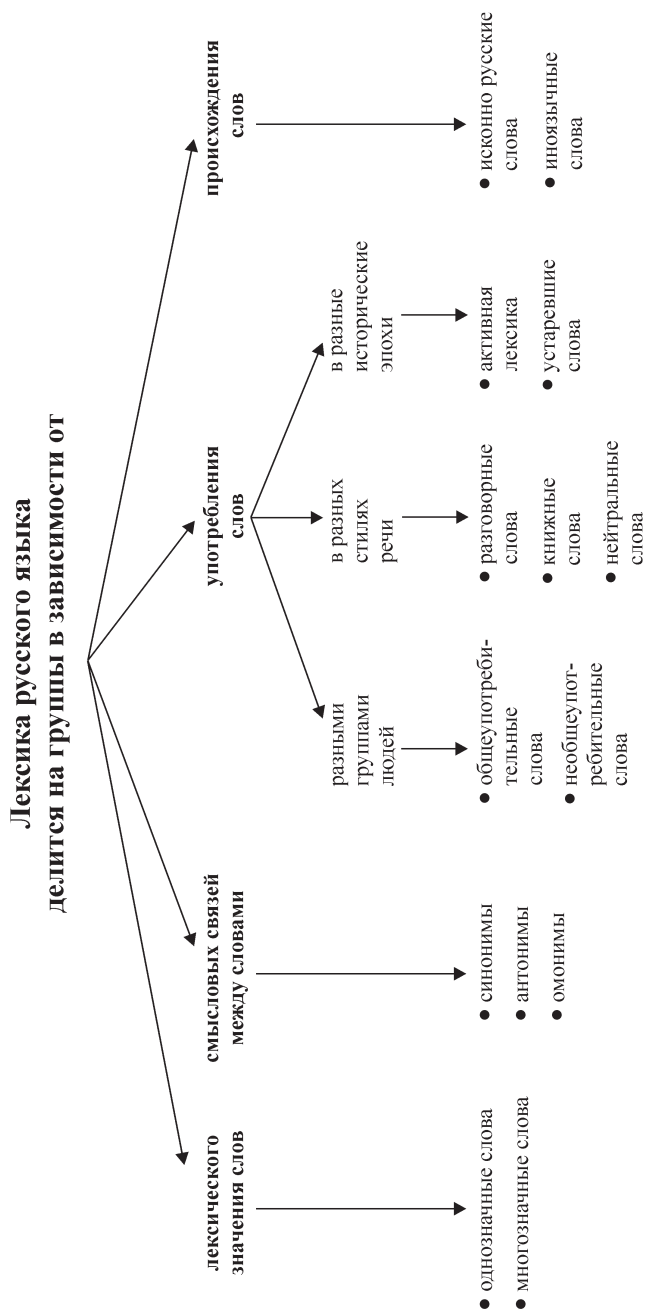 Лексика русского языка
делится на группы в зависимости от
лексического
значения слов
• однозначные слова
• многозначные слова
смысловых связей
между словами
• синонимы
• антонимы
• омонимы
употребления
слов
разными
группами
людей
• общеупотреби-
тельные
слова
• необщеупот-
ребительные
слова
в разных
стилях
речи
• разговорные
слова
• книжные
слова
• нейтральные
слова
в разные
исторические
эпохи
• активная
лексика
• устаревшие
слова
происхождения
слов
• исконно русские
слова
• иноязычные
слова